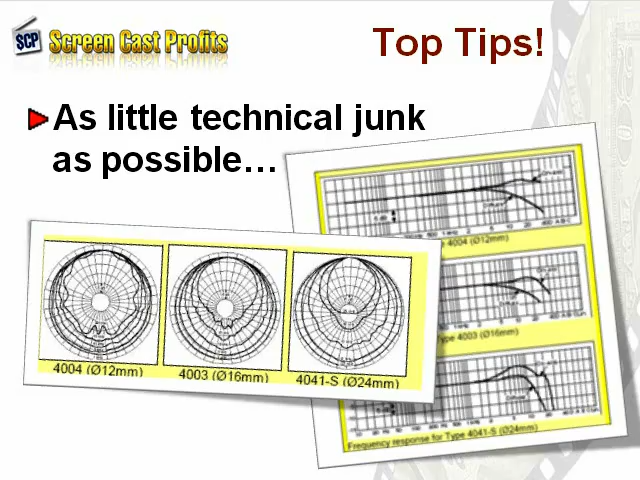 SCP Screen Cast Profits
Top Tips!
As little technical junk
as possible…
4004 (Ø12mm)
4003 (Ø16mm)
4041-S (Ø24mm)
4004 (Ø12mm)
Type 4003 (Ø16mm)
Frequency response for Type 4041-S (Ø24mm)